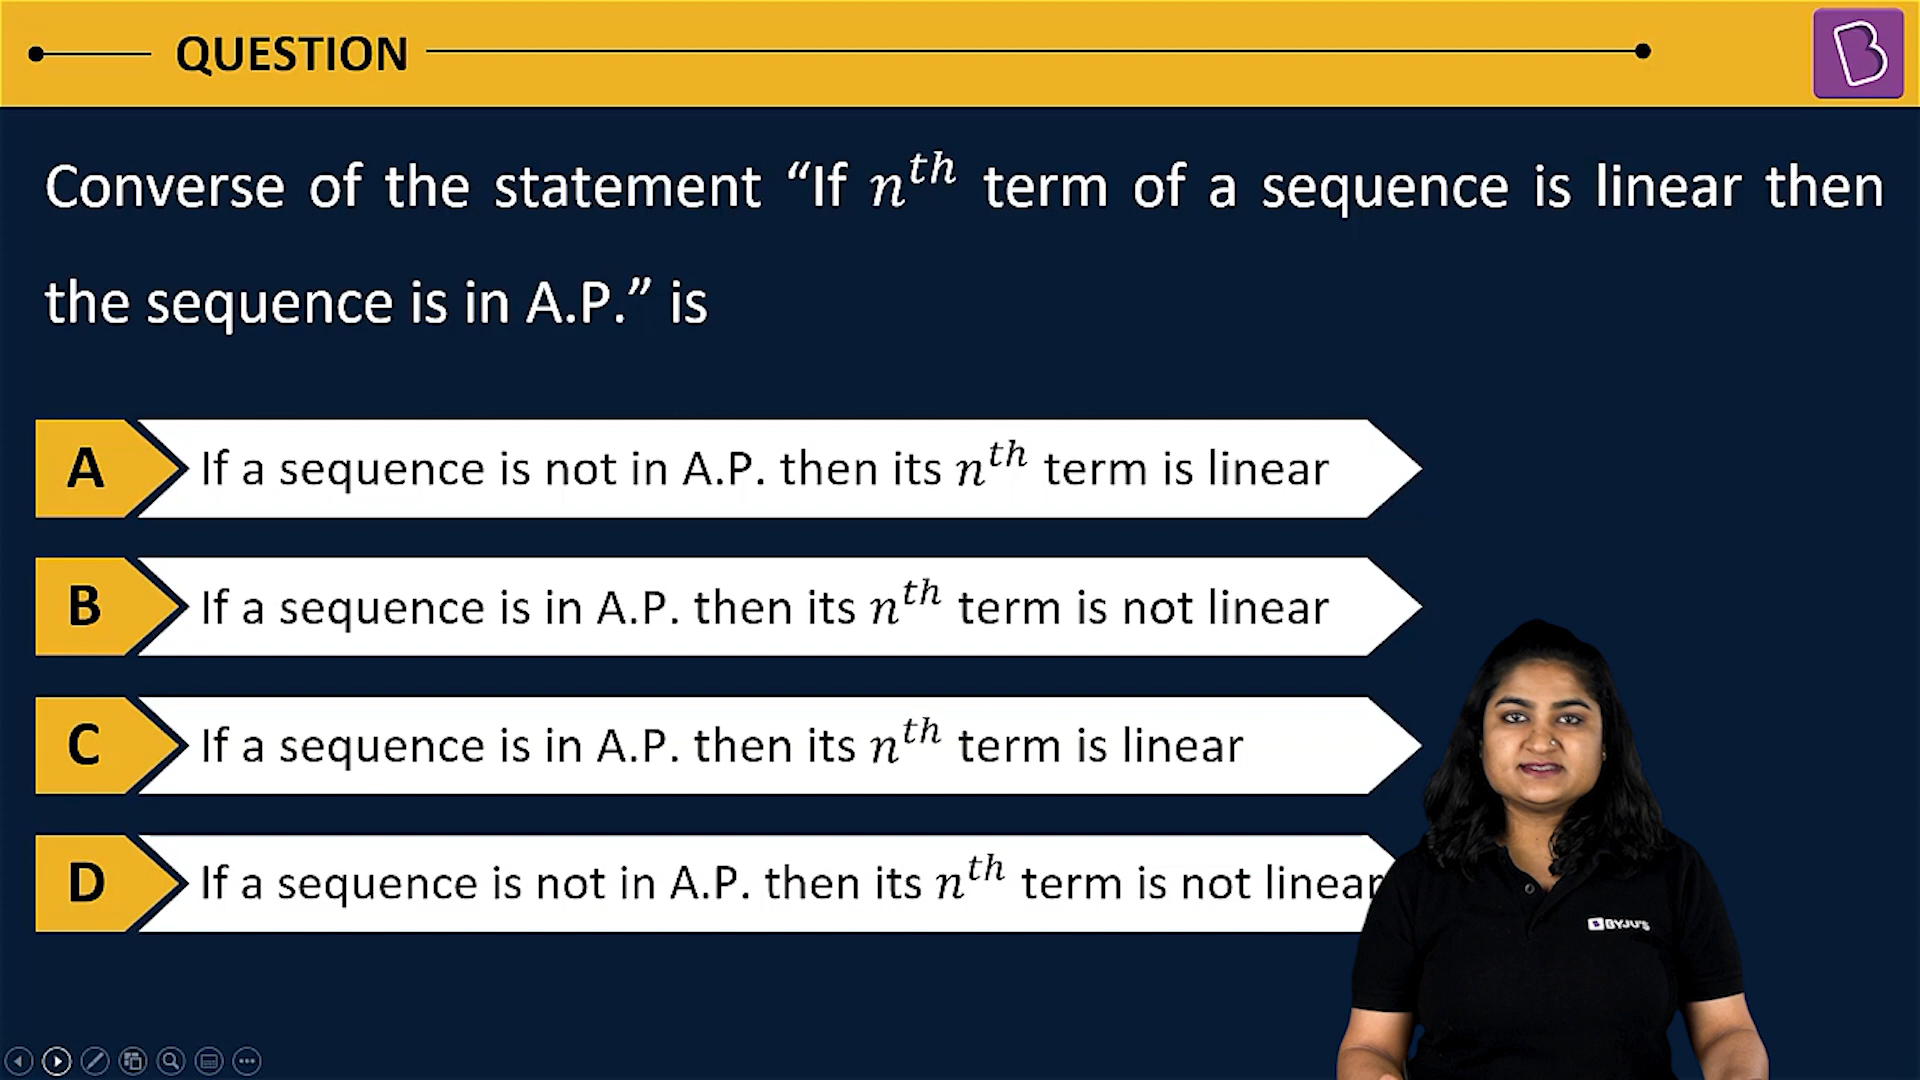 QUESTION
Converse of the statement “If nᵗʰ term of a sequence is linear then
the sequence is in A.P.” is
A If a sequence is not in A.P. then its nᵗʰ term is linear
B If a sequence is in A.P. then its nᵗʰ term is not linear
C If a sequence is in A.P. then its nᵗʰ term is linear
D If a sequence is not in A.P. then its nᵗʰ term is not linear
BYJU'S